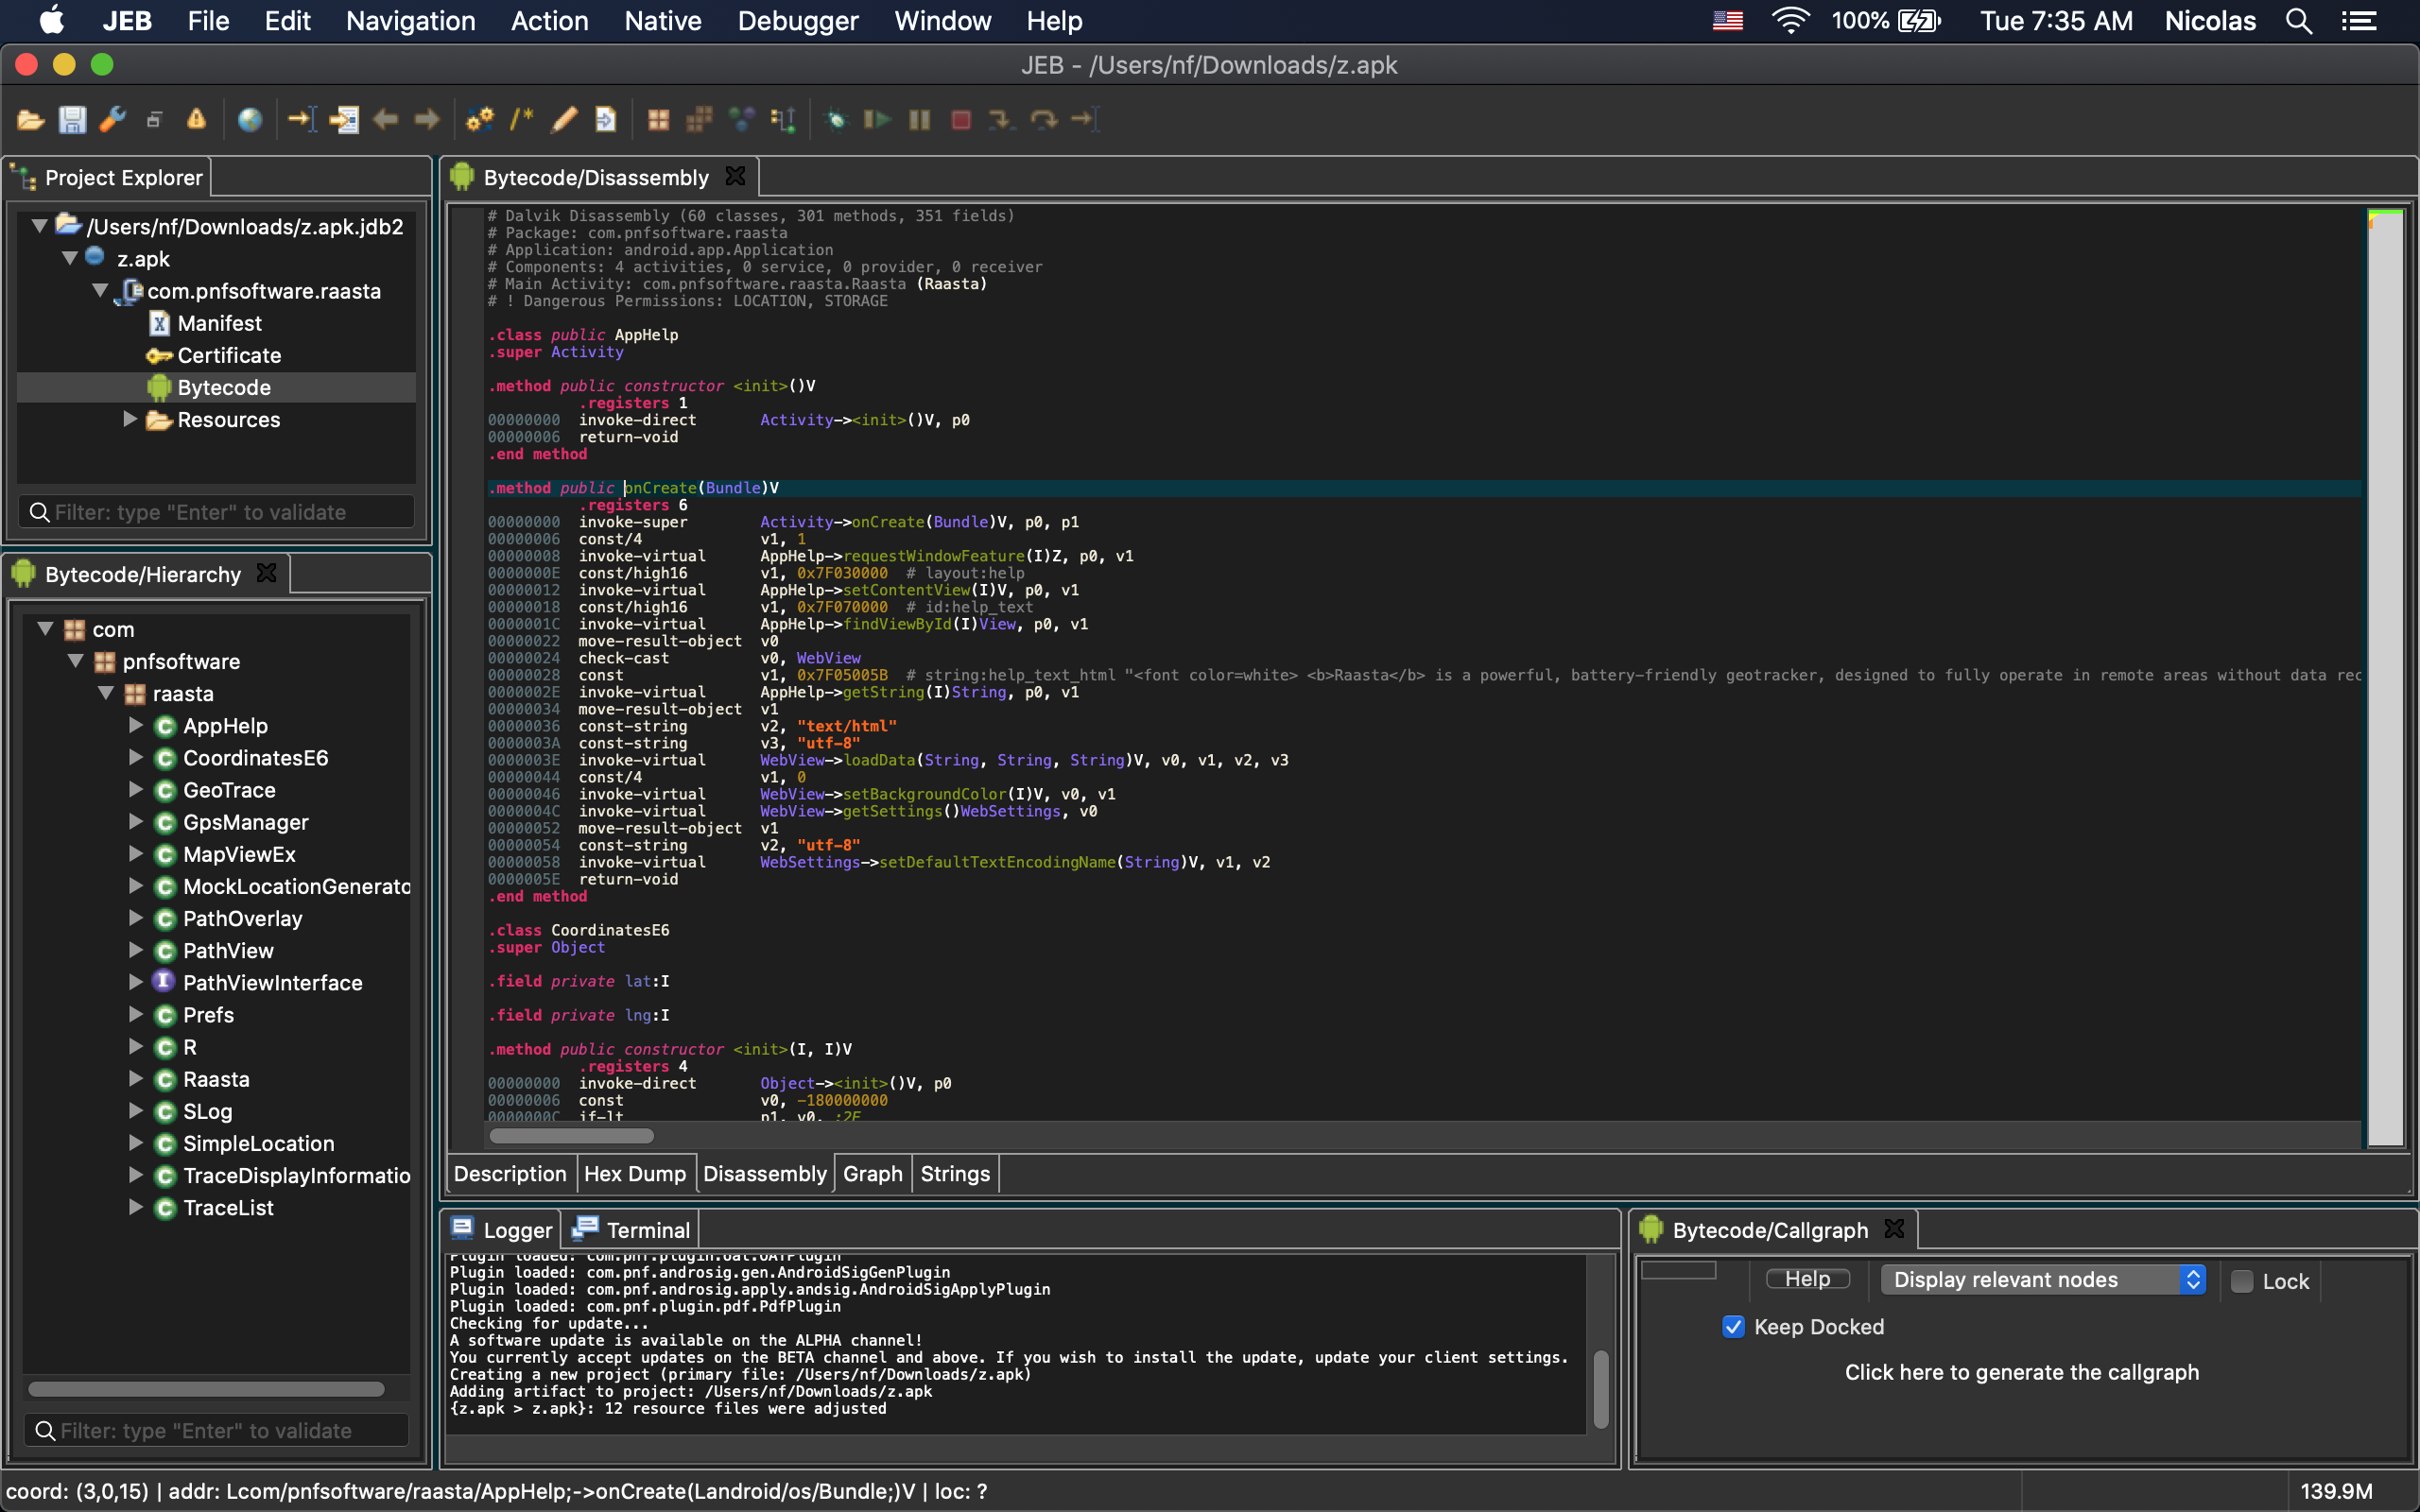 JEB File Edit Navigation Action Native Debugger Window Help 100% Tue 7:35 AM Nicolas
JEB - /Users/nf/Downloads/z.apk
Project Explorer
/Users/nf/Downloads/z.apk.jdb2
z.apk
com.pnfsoftware.raasta
Manifest
Certificate
Bytecode
Resources
Filter: type "Enter" to validate
Bytecode/Hierarchy
com
pnfsoftware
raasta
AppHelp
CoordinatesE6
GeoTrace
GpsManager
MapViewEx
MockLocationGenerato
PathOverlay
PathView
PathViewInterface
Prefs
R
Raasta
SLog
SimpleLocation
TraceDisplayInformatio
TraceList
Filter: type "Enter" to validate
Bytecode/Disassembly
# Dalvik Disassembly (60 classes, 301 methods, 351 fields)
# Package: com.pnfsoftware.raasta
# Application: android.app.Application
# Components: 4 activities, 0 service, 0 provider, 0 receiver
# Main Activity: com.pnfsoftware.raasta.Raasta (Raasta)
# ! Dangerous Permissions: LOCATION, STORAGE
.class public AppHelp
.super Activity
.method public constructor <init>()V
.registers 1
00000000 invoke-direct Activity-><init>()V, p0
00000006 return-void
.end method
.method public onCreate(Bundle)V
.registers 6
00000000 invoke-super Activity->onCreate(Bundle)V, p0, p1
00000006 const/4 v1, 1
00000008 invoke-virtual AppHelp->requestWindowFeature(I)Z, p0, v1
0000000E const/high16 v1, 0x7F030000 # layout:help
00000012 invoke-virtual AppHelp->setContentView(I)V, p0, v1
00000018 const/high16 v1, 0x7F070000 # id:help_text
0000001C invoke-virtual AppHelp->findViewById(I)View, p0, v1
00000022 move-result-object v0
00000024 check-cast v0, WebView
00000028 const v1, 0x7F05005B # string:help_text_html "<font color=white> <b>Raasta</b> is a powerful, battery-friendly geotracker, designed to fully operate in remote areas without data rec
0000002E invoke-virtual AppHelp->getString(I)String, p0, v1
00000034 move-result-object v1
00000036 const-string v2, "text/html"
0000003A const-string v3, "utf-8"
0000003E invoke-virtual WebView->loadData(String, String, String)V, v0, v1, v2, v3
00000044 const/4 v1, 0
00000046 invoke-virtual WebView->setBackgroundColor(I)V, v0, v1
0000004C invoke-virtual WebView->getSettings()WebSettings, v0
00000052 move-result-object v1
00000054 const-string v2, "utf-8"
00000058 invoke-virtual WebSettings->setDefaultTextEncodingName(String)V, v1, v2
0000005E return-void
.end method
.class CoordinatesE6
.super Object
.field private lat:I
.field private lng:I
.method public constructor <init>(I, I)V
.registers 4
00000000 invoke-direct Object-><init>()V, p0
00000006 const v0, -180000000
0000000C if-lt p1, v0, :2E
Description Hex Dump Disassembly Graph Strings
Logger Terminal
Plugin loaded: com.pnf.plugin.oat.OATPlugin
Plugin loaded: com.pnf.androsig.gen.AndroidSigGenPlugin
Plugin loaded: com.pnf.androsig.apply.andsig.AndroidSigApplyPlugin
Plugin loaded: com.pnf.plugin.pdf.PdfPlugin
Checking for update...
A software update is available on the ALPHA channel!
You currently accept updates on the BETA channel and above. If you wish to install the update, update your client settings.
Creating a new project (primary file: /Users/nf/Downloads/z.apk)
Adding artifact to project: /Users/nf/Downloads/z.apk
{z.apk > z.apk}: 12 resource files were adjusted
Bytecode/Callgraph
Help Display relevant nodes Lock
Keep Docked
Click here to generate the callgraph
coord: (3,0,15) | addr: Lcom/pnfsoftware/raasta/AppHelp;->onCreate(Landroid/os/Bundle;)V | loc: ? 139.9M